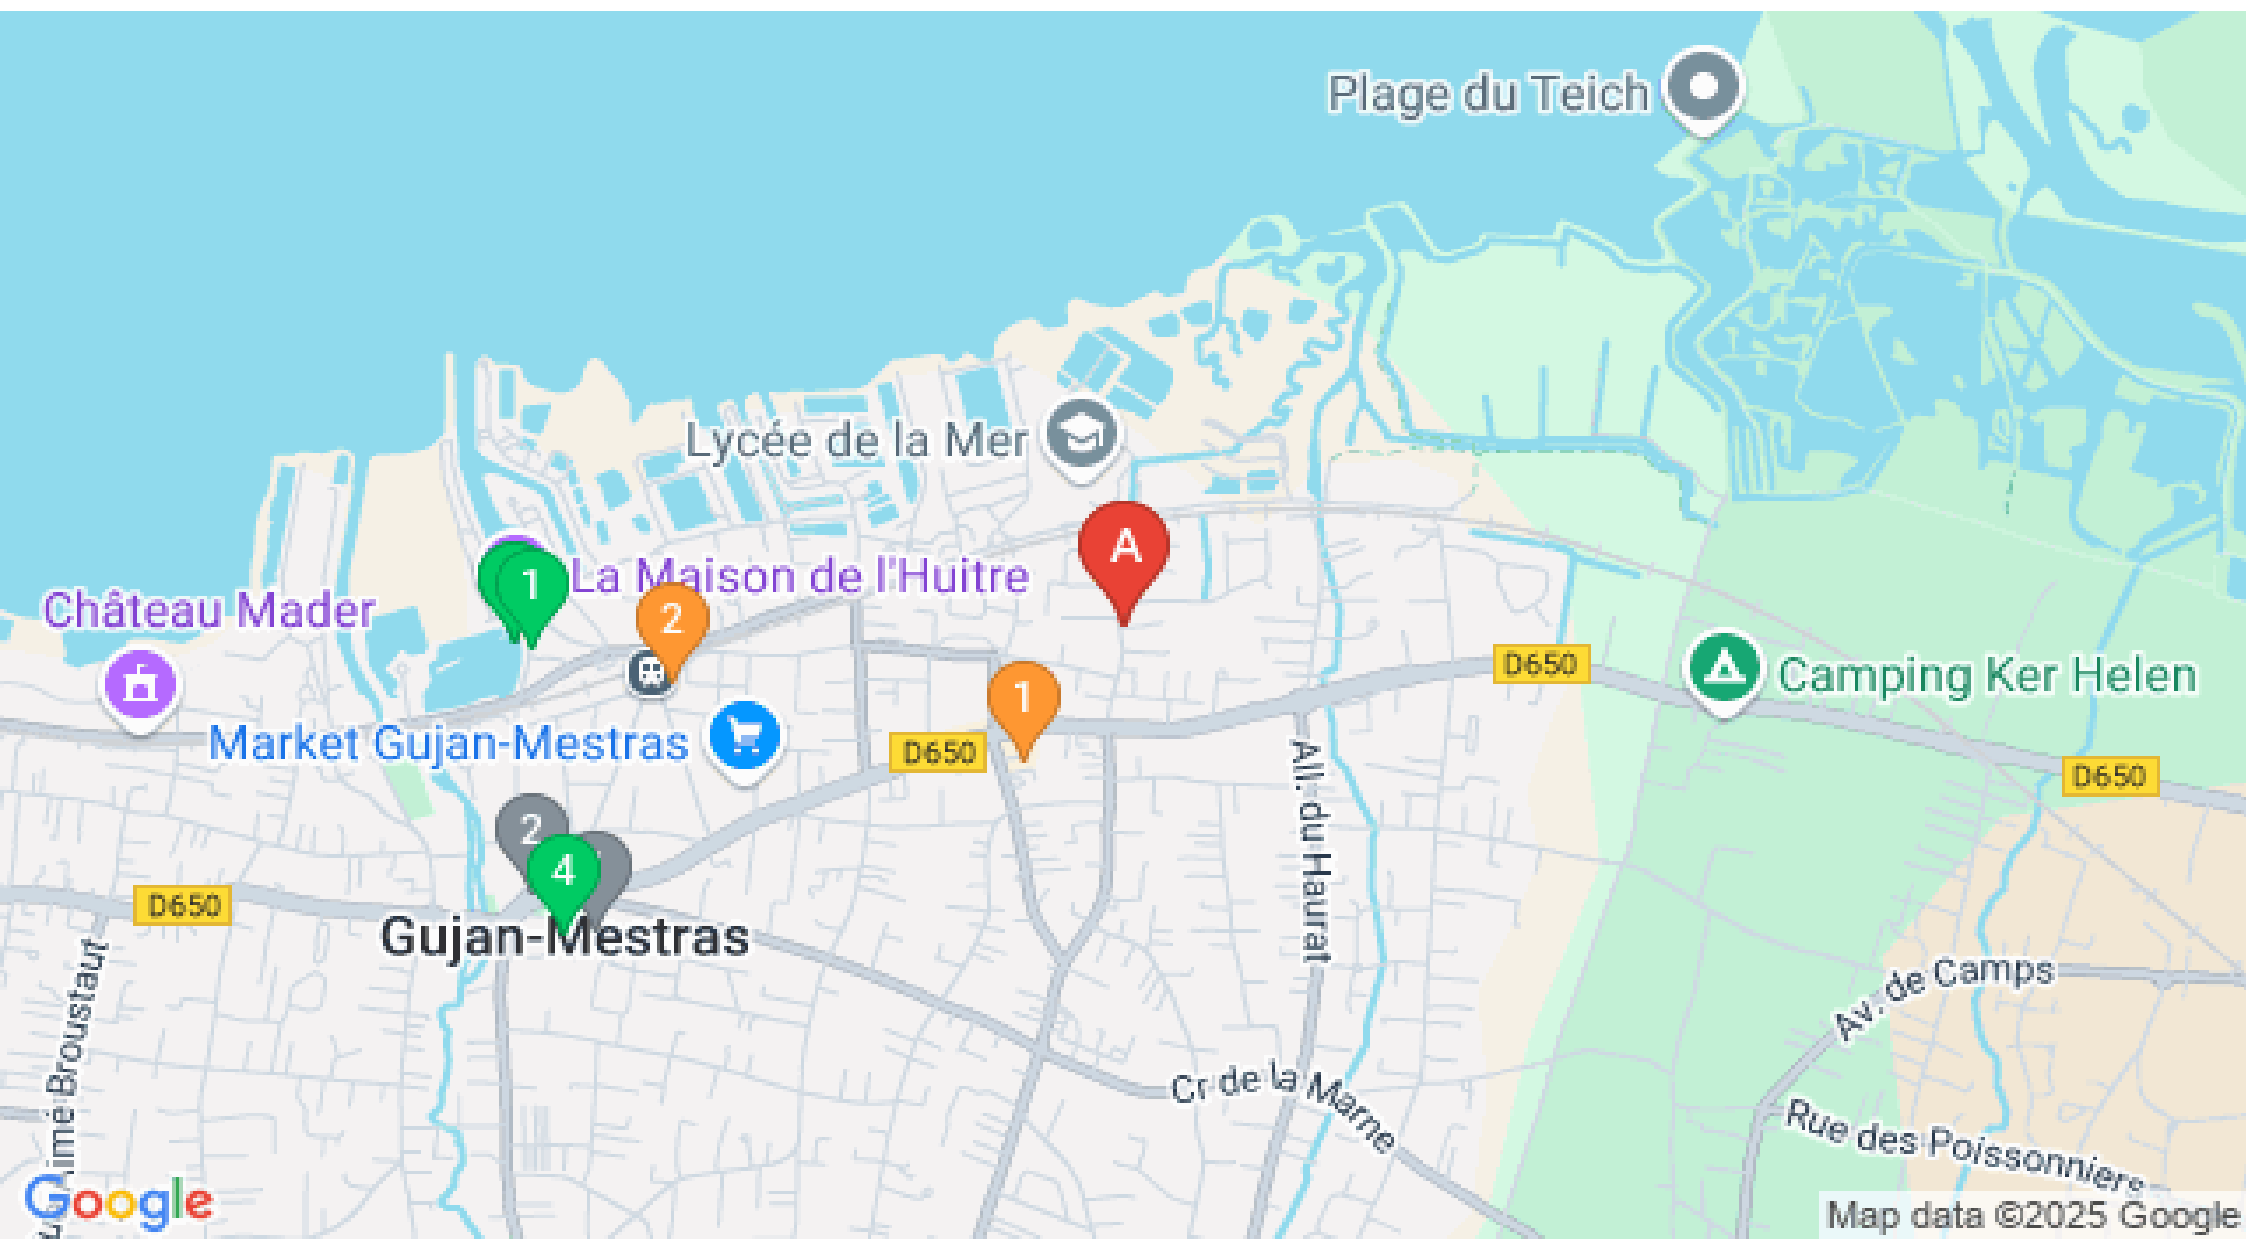 Plage du Teich
Lycée de la Mer
A
1
La Maison de l'Huitre
2
Château Mader
D650
Camping Ker Helen
1
Market Gujan-Mestras
D650
D650
All. du Haurat
2
4
D650
Gujan-Mestras
Av. de Camps
imé Broustaut
Cr de la Marne
Rue des Poissonniers
Google
Map data ©2025 Google